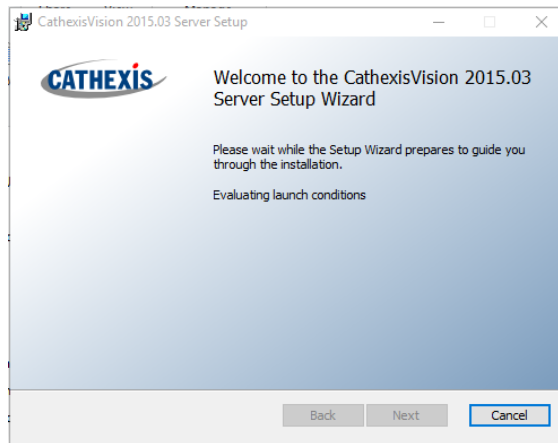 CathexisVision 2015.03 Server Setup
CATHEXIS
Welcome to the CathexisVision 2015.03
Server Setup Wizard
Please wait while the Setup Wizard prepares to guide you
through the installation.
Evaluating launch conditions
Back
Next
Cancel